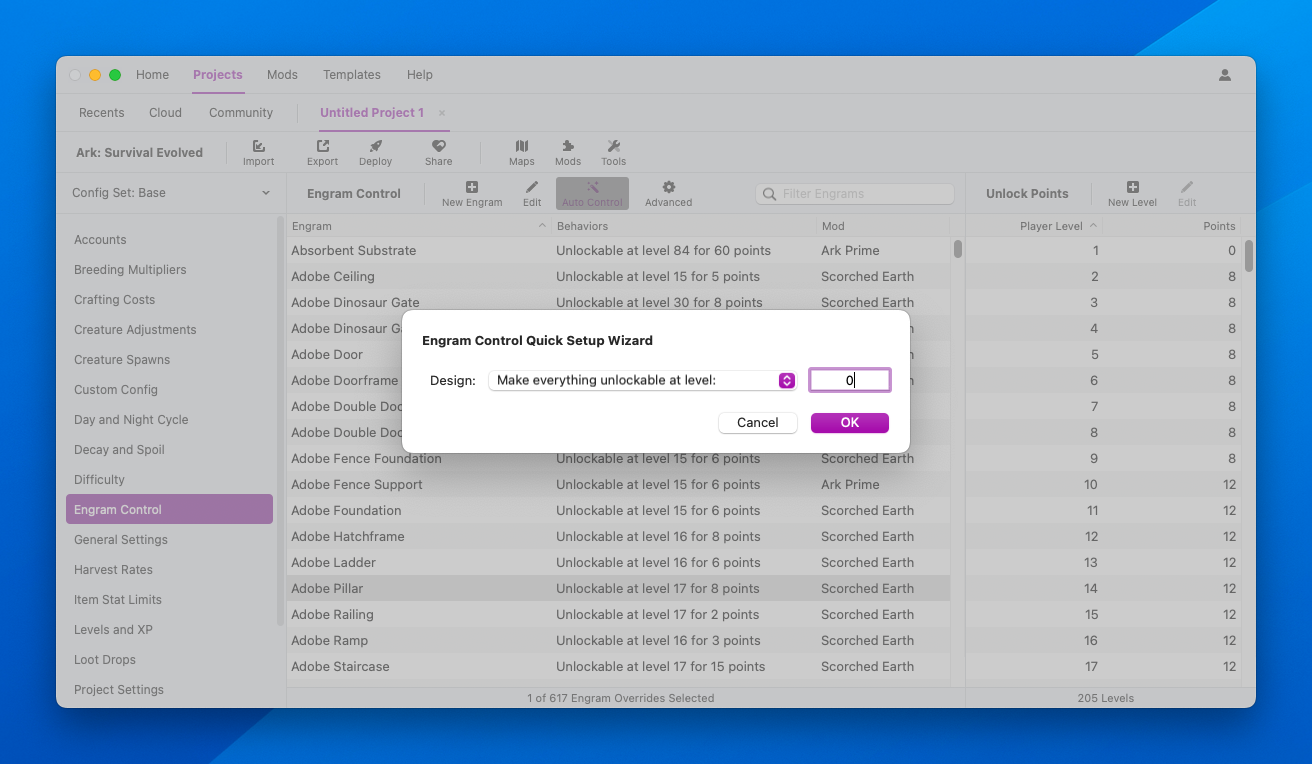 Home Projects Mods Templates Help
Recents Cloud Community Untitled Project 1 ×
Ark: Survival Evolved Import Export Deploy Share Maps Mods Tools
Config Set: Base
Engram Control New Engram Edit Auto Control Advanced Filter Engrams
Unlock Points New Level Edit
Accounts
Breeding Multipliers
Crafting Costs
Creature Adjustments
Creature Spawns
Custom Config
Day and Night Cycle
Decay and Spoil
Difficulty
Engram Control
General Settings
Harvest Rates
Item Stat Limits
Levels and XP
Loot Drops
Project Settings
Engram Behaviors Mod
Absorbent Substrate Unlockable at level 84 for 60 points Ark Prime
Adobe Ceiling Unlockable at level 15 for 5 points Scorched Earth
Adobe Dinosaur Gate Unlockable at level 30 for 8 points Scorched Earth
Adobe Dinosaur
Adobe Door
Adobe Doorframe
Adobe Double
Adobe Double
Adobe Fence Foundation Unlockable at level 15 for 6 points Scorched Earth
Adobe Fence Support Unlockable at level 15 for 6 points Ark Prime
Adobe Foundation Unlockable at level 15 for 6 points Scorched Earth
Adobe Hatchframe Unlockable at level 16 for 8 points Scorched Earth
Adobe Ladder Unlockable at level 16 for 6 points Scorched Earth
Adobe Pillar Unlockable at level 17 for 8 points Scorched Earth
Adobe Railing Unlockable at level 17 for 2 points Scorched Earth
Adobe Ramp Unlockable at level 16 for 3 points Scorched Earth
Adobe Staircase Unlockable at level 17 for 15 points Scorched Earth
1 of 617 Engram Overrides Selected
Engram Control Quick Setup Wizard
Design: Make everything unlockable at level: 0
Cancel OK
Player Level Points
1 0
2 8
3 8
4 8
5 8
6 8
7 8
8 8
9 8
10 12
11 12
12 12
13 12
14 12
15 12
16 12
17 12
205 Levels